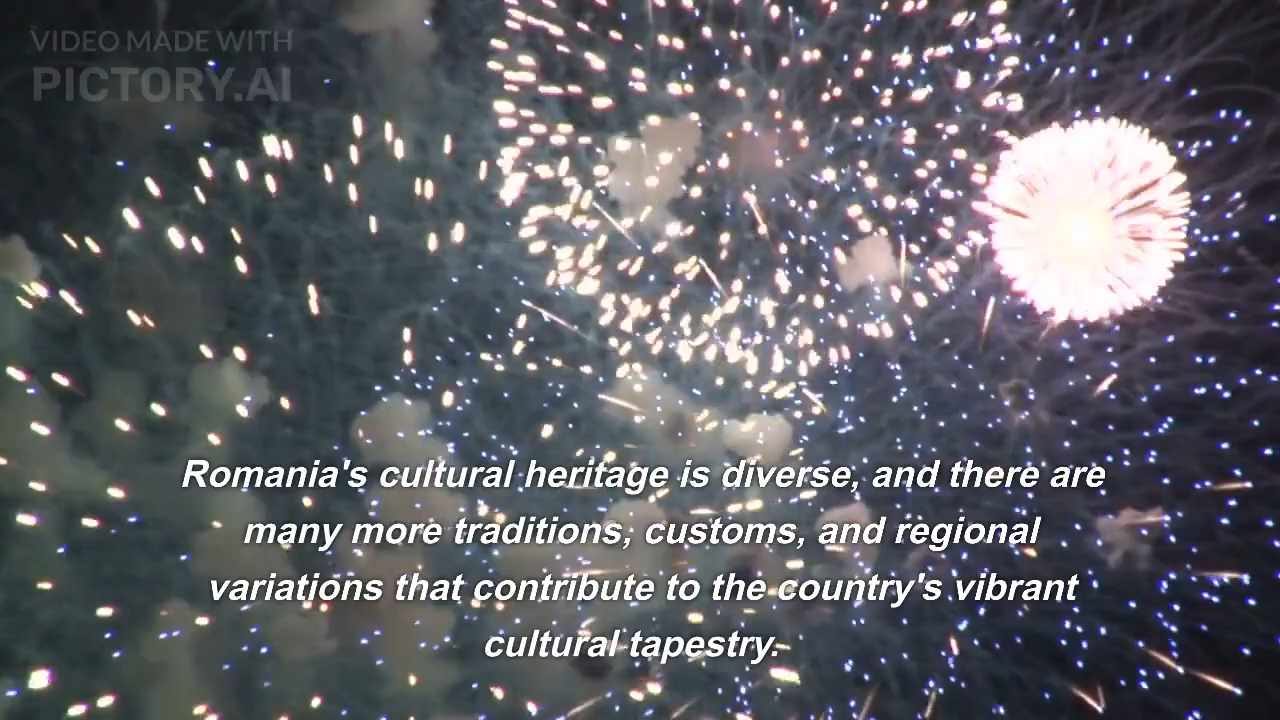 VIDEO MADE WITH
PICTORY.AI
Romania's cultural heritage is diverse, and there are
many more traditions, customs, and regional
variations that contribute to the country's vibrant
cultural tapestry.